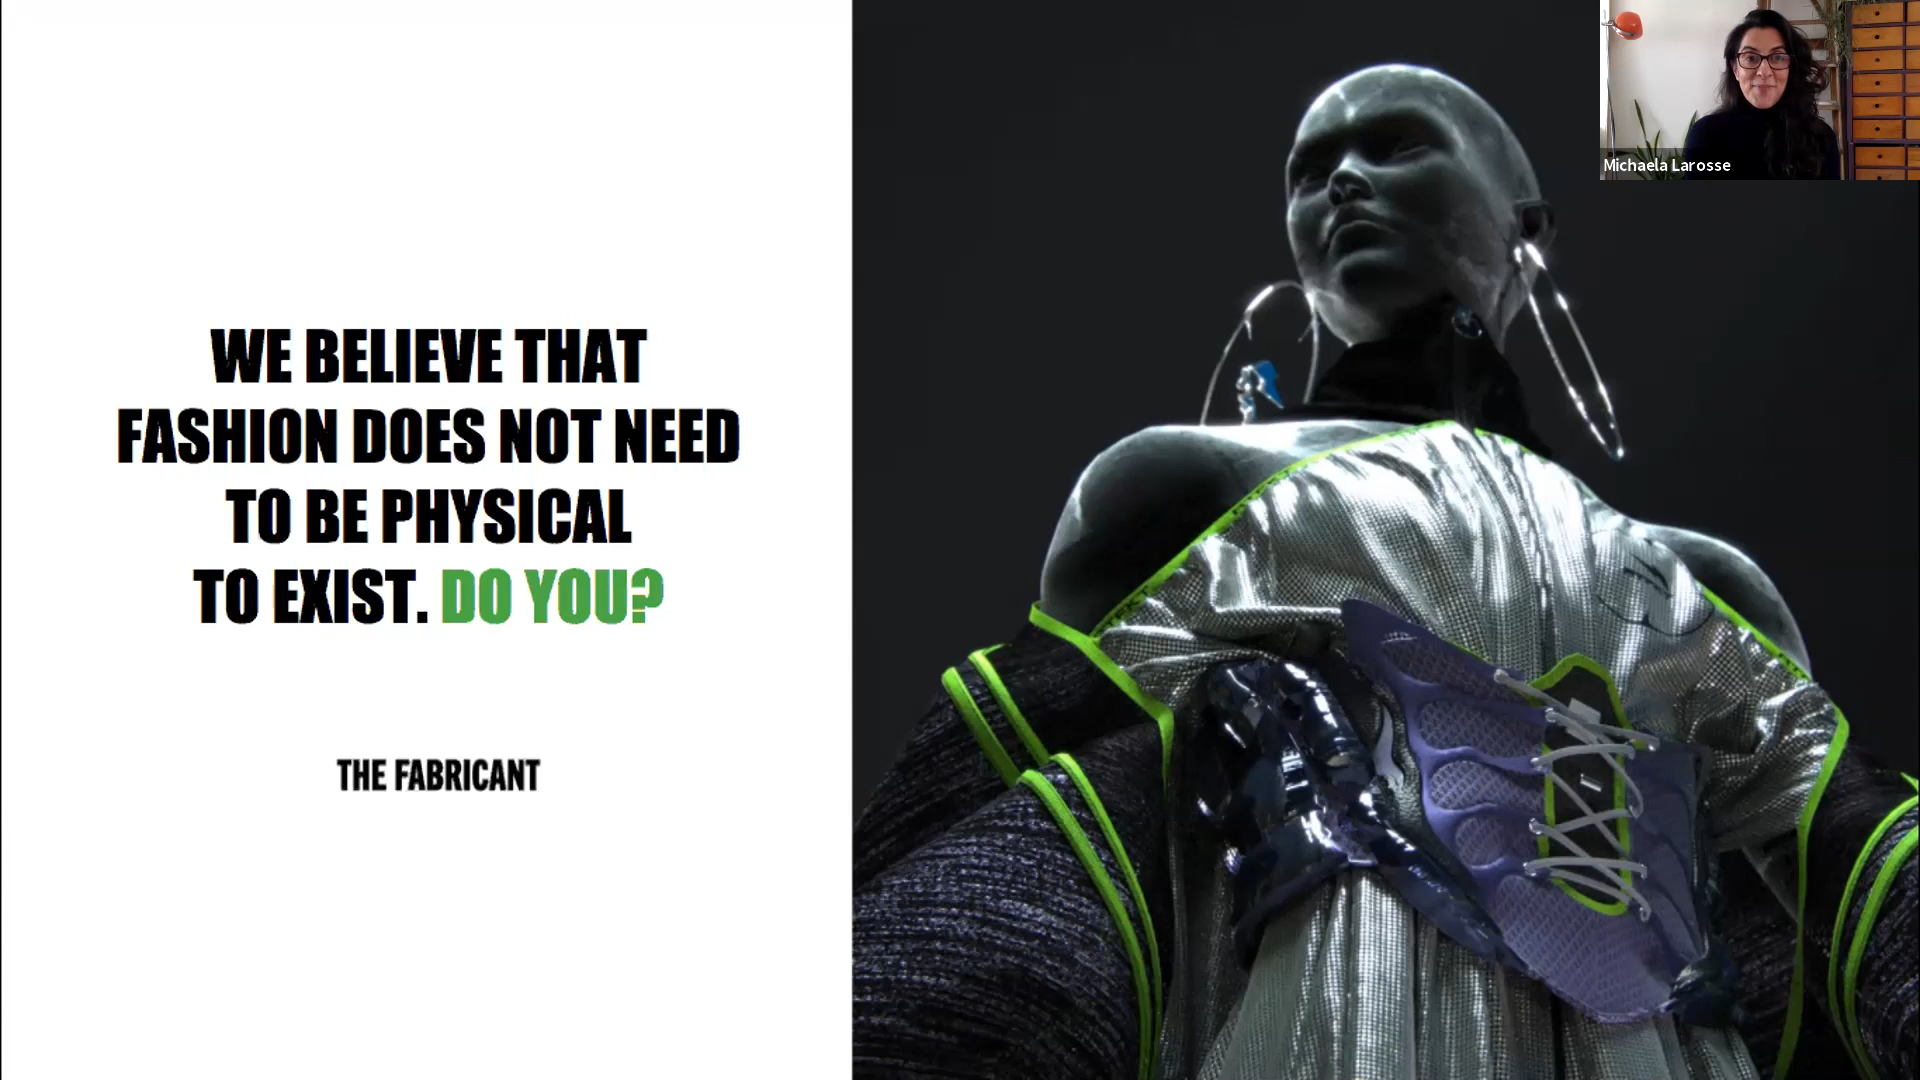 WE BELIEVE THAT
FASHION DOES NOT NEED
TO BE PHYSICAL
TO EXIST. DO YOU?
THE FABRICANT
Michaela Larosse